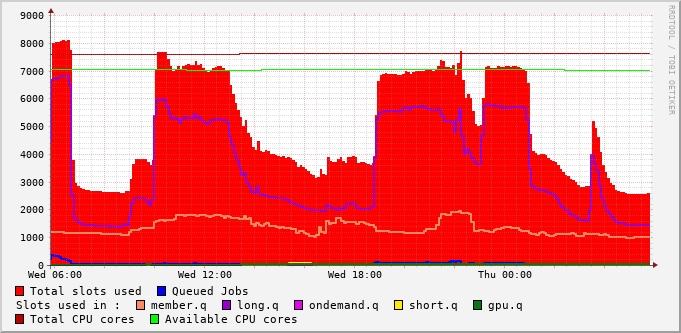 9000
8000
7000
6000
5000
4000
3000
2000
1000
0
Wed 06:00 Wed 12:00 Wed 18:00 Thu 00:00
Total slots used Queued Jobs
Slots used in : member.q long.q ondemand.q short.q gpu.q
Total CPU cores Available CPU cores
RRDTOOL / TOBI OETIKER